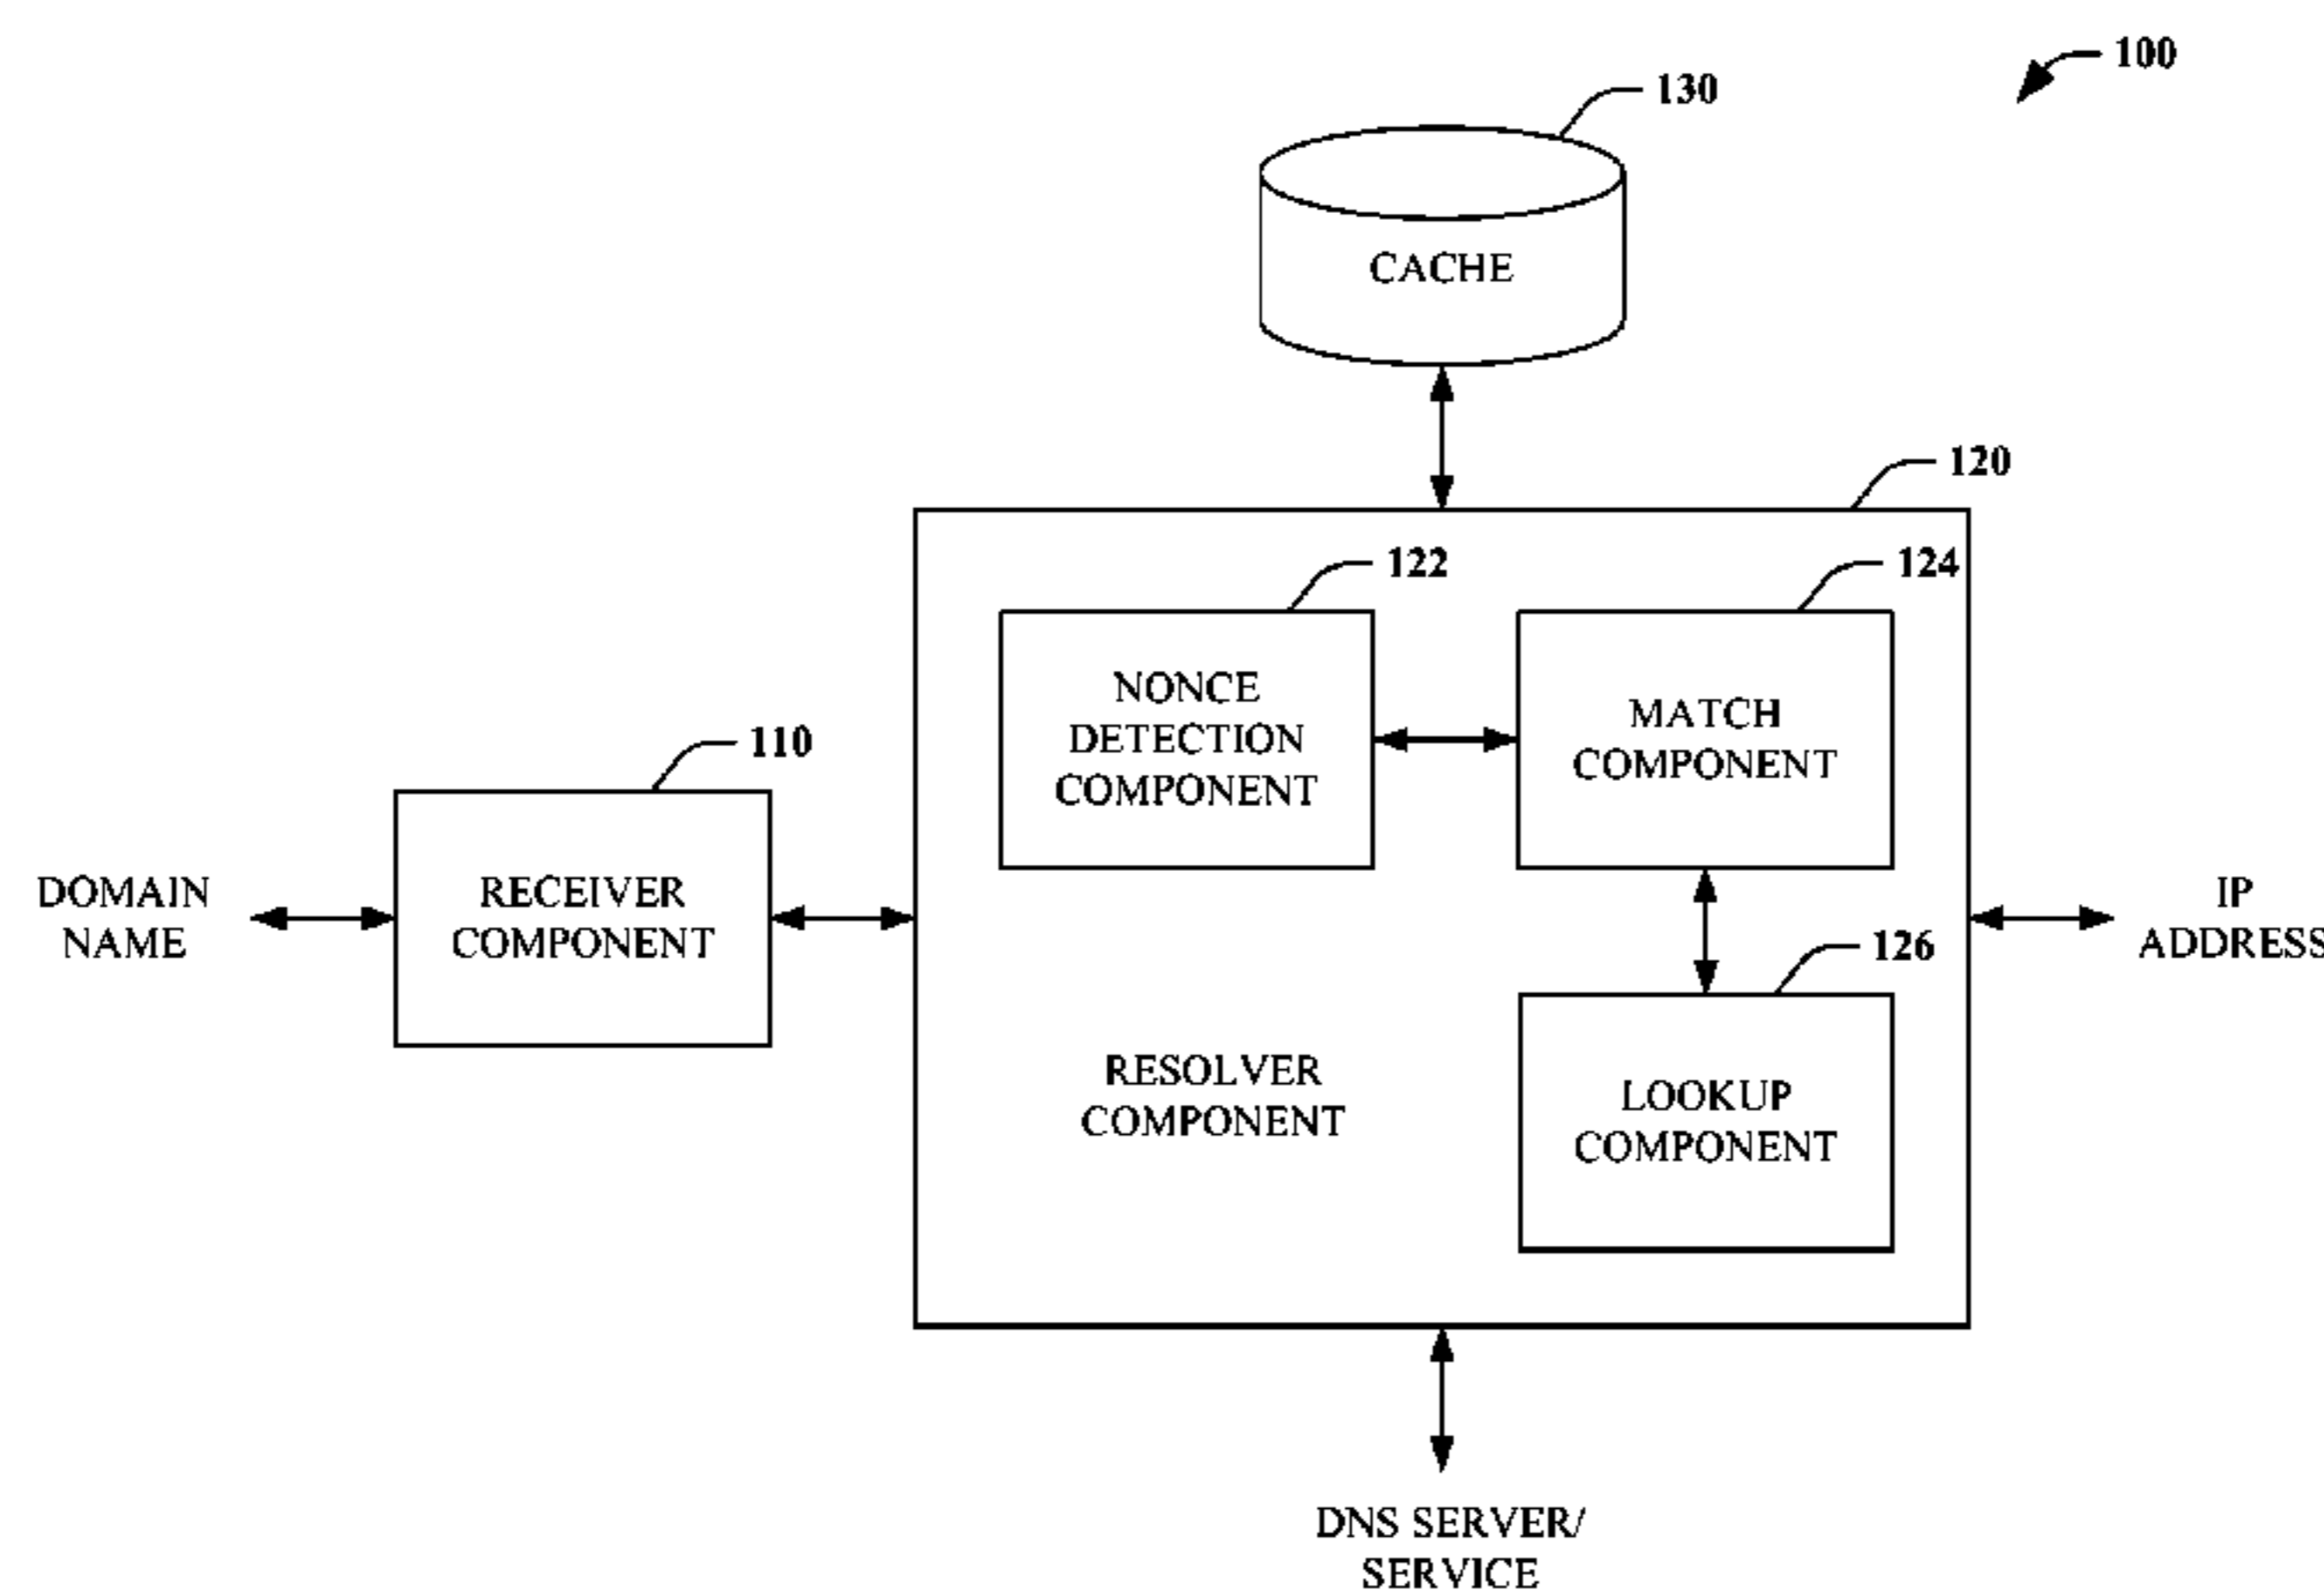 100
130
CACHE
120
122
124
NONCE
DETECTION
COMPONENT
MATCH
COMPONENT
110
DOMAIN
NAME
RECEIVER
COMPONENT
IP
ADDRESS
126
RESOLVER
COMPONENT
LOOKUP
COMPONENT
DNS SERVER/
SERVICE